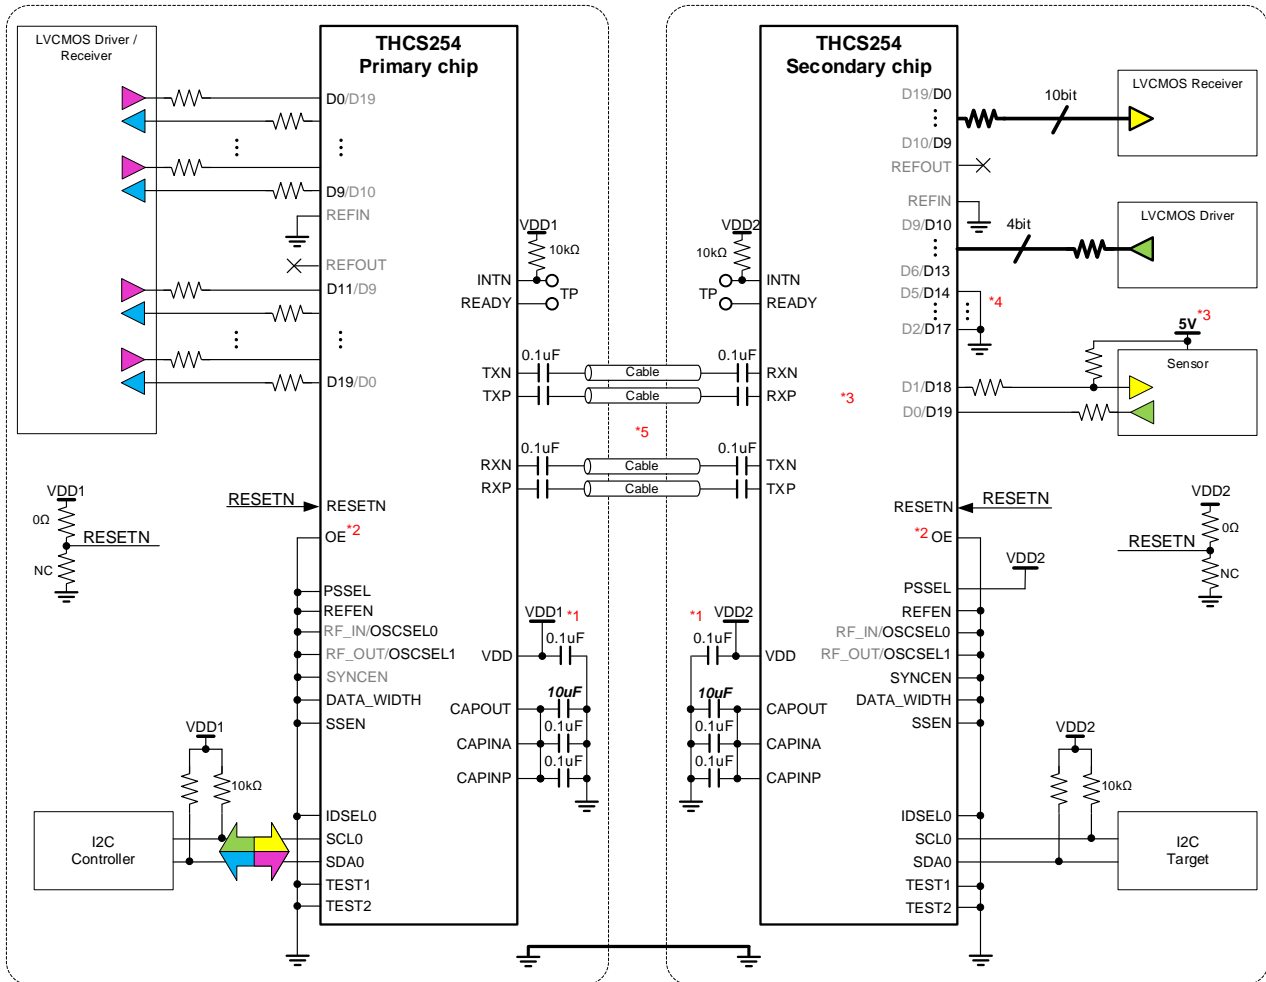 LVCMOS Driver /
Receiver
THCS254
Primary chip
D0/D19
D9/D10
REFIN
REFOUT
D11/D9
D19/D0
VDD1
10kΩ
INTN
READY
TP
TXN
TXP
RXN
RXP
0.1uF
0.1uF
Cable
Cable
*5
Cable
Cable
VDD1
0Ω
RESETN
NC
RESETN
RESETN
OE *2
PSSEL
REFEN
RF_IN/OSCSEL0
RF_OUT/OSCSEL1
SYNCEN
DATA_WIDTH
SSEN
VDD1 *1
0.1uF
VDD
10uF
CAPOUT
0.1uF
CAPINA
0.1uF
CAPINP
VDD1
10kΩ
I2C
Controller
IDSEL0
SCL0
SDA0
TEST1
TEST2
THCS254
Secondary chip
D19/D0
D10/D9
REFOUT
REFIN
D9/D10
D6/D13
D5/D14
D2/D17
*4
D1/D18
D0/D19
10bit
LVCMOS Receiver
4bit
LVCMOS Driver
5V *3
Sensor
VDD2
10kΩ
TP
INTN
READY
0.1uF
RXN
RXP
*3
0.1uF
TXN
TXP
RESETN
RESETN
*2 OE
PSSEL
VDD2
REFEN
RF_IN/OSCSEL0
RF_OUT/OSCSEL1
SYNCEN
DATA_WIDTH
SSEN
VDD2
0Ω
RESETN
NC
*1 VDD2
0.1uF
VDD
10uF
CAPOUT
0.1uF
CAPINA
0.1uF
CAPINP
VDD2
10kΩ
IDSEL0
SCL0
SDA0
TEST1
TEST2
I2C
Target